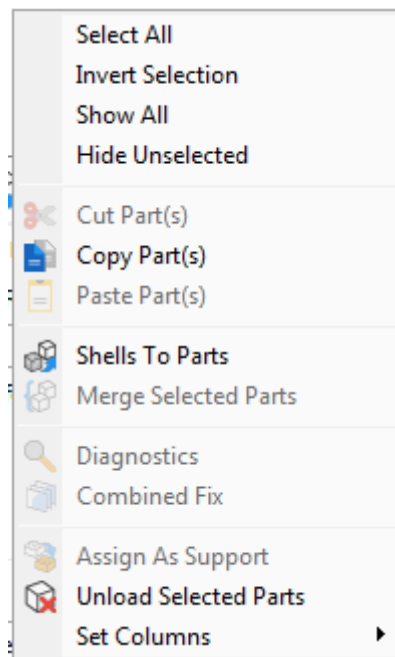 Select All
Invert Selection
Show All
Hide Unselected
Cut Part(s)
Copy Part(s)
Paste Part(s)
Shells To Parts
Merge Selected Parts
Diagnostics
Combined Fix
Assign As Support
Unload Selected Parts
Set Columns